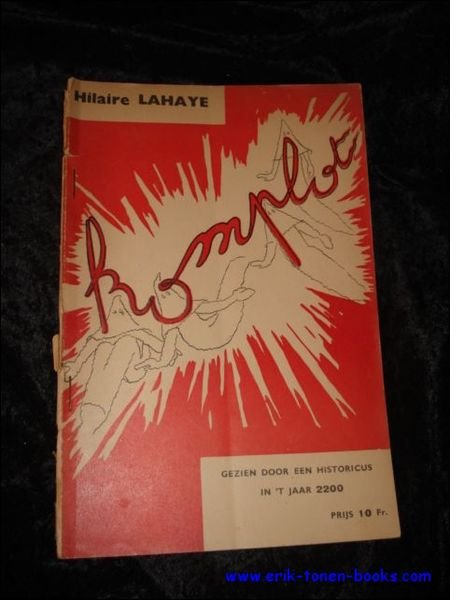 Hilaire LAHAYE
komplot
GEZIEN DOOR EEN HISTORICUS
IN 'T JAAR 2200
PRIJS 10 Fr.
www.erik-tonen-books.com